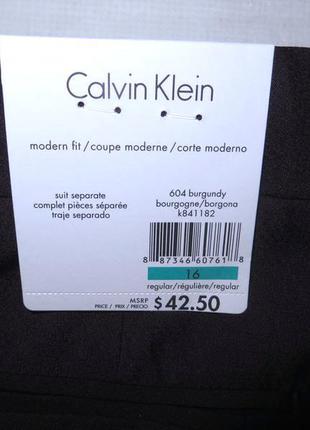 Calvin Klein
modern fit / coupe moderne / corte moderno
suit separate
complet pièces séparée
traje separado
604 burgundy
bourgogne/borgona
k841182
8 87346 60761 8
16
regular/régulière/regular
MSRP
PRICE / PRIX / PRECIO
$42.50